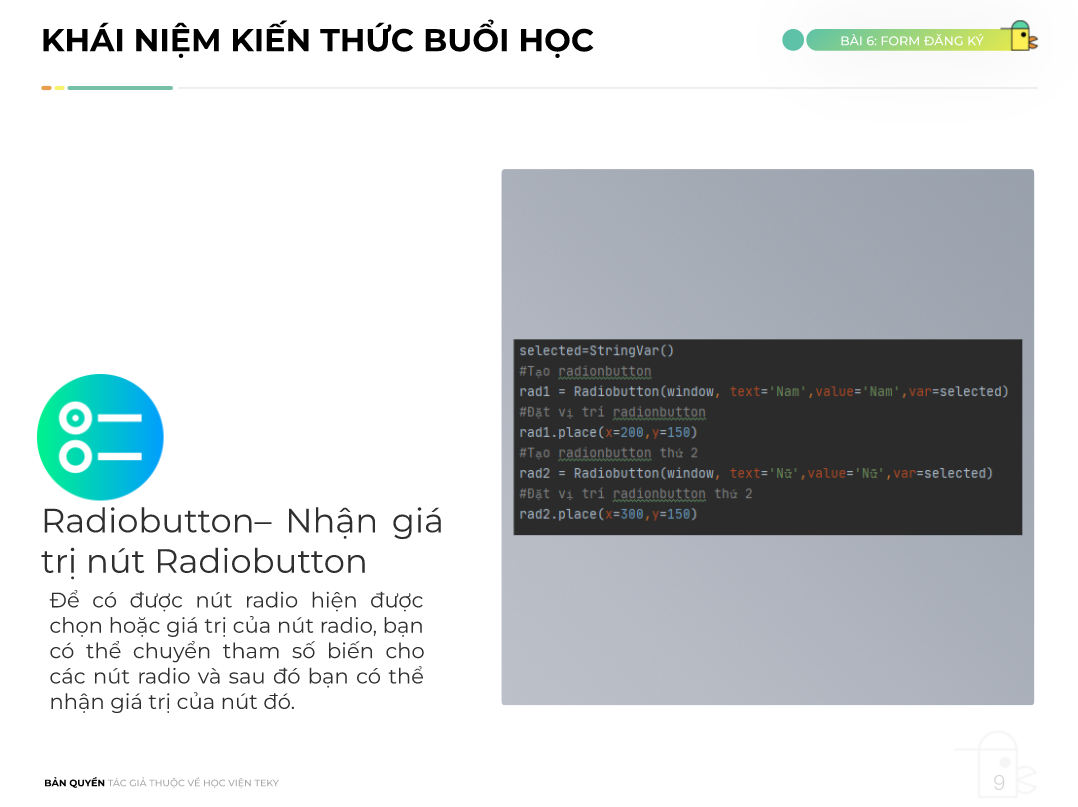 KHÁI NIỆM KIẾN THỨC BUỔI HỌC
BÀI 6: FORM ĐĂNG KÝ
selected=StringVar()
#Tạo radionbutton
rad1 = Radiobutton(window, text='Nam',value='Nam',var=selected)
#Đặt vị trí radionbutton
rad1.place(x=200,y=150)
#Tạo radionbutton thứ 2
rad2 = Radiobutton(window, text='Nữ',value='Nữ',var=selected)
#Đặt vị trí radionbutton thứ 2
rad2.place(x=300,y=150)
Radiobutton– Nhận giá
trị nút Radiobutton
Để có được nút radio hiện được
chọn hoặc giá trị của nút radio, bạn
có thể chuyển tham số biến cho
các nút radio và sau đó bạn có thể
nhận giá trị của nút đó.
BẢN QUYỀN TÁC GIẢ THUỘC VỀ HỌC VIỆN TEKY
9